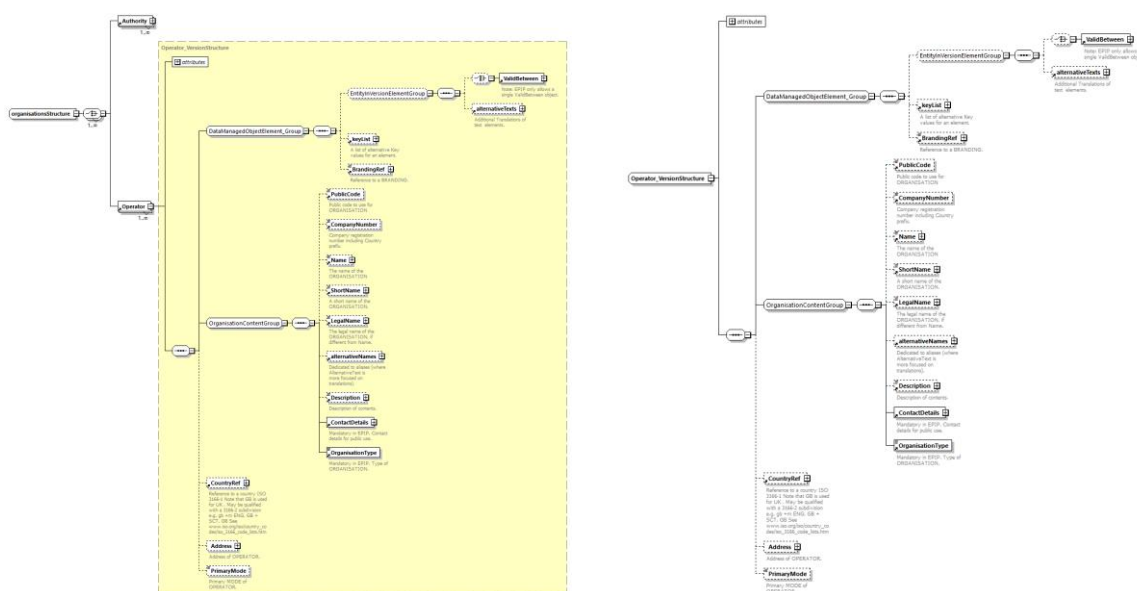 Authority
1..∞
Operator_VersionStructure
attributes
EntityInVersionElementGroup
ValidBetween
Note: EPIP only allows a
single ValidBetween object.
alternativeTexts
Additional Translations of
text elements.
organisationsStructure
1..∞
DataManagedObjectElement_Group
keyList
A list of alternative Key
values for an element.
BrandingRef
Reference to a BRANDING.
Operator
1..∞
PublicCode
Public code to use for
ORGANISATION
CompanyNumber
Company registration
number including Country
prefix.
Name
The name of the
ORGANISATION
ShortName
A short name of the
ORGANISATION.
OrganisationContentGroup
LegalName
The legal name of the
ORGANISATION, if
different from Name.
alternativeNames
Dedicated to aliases (where
AlternativeText is
more focused on
translations).
Description
Description of contents.
ContactDetails
Mandatory in EPIP. Contact
details for public use.
OrganisationType
Mandatory in EPIP. Type of
ORGANISATION.
CountryRef
Reference to a country ISO
3166-1 Note that GB is used
for UK. May be qualified
with a 3166-2 subdivision
Address
Address of OPERATOR.
PrimaryMode
Primary MODE of
OPERATOR.
attributes
EntityInVersionElementGroup
ValidBetween
Note: EPIP only allows
single ValidBetween obj
alternativeTexts
Additional Translations of
text elements.
DataManagedObjectElement_Group
keyList
A list of alternative Key
values for an element.
BrandingRef
Reference to a BRANDING.
PublicCode
Public code to use for
ORGANISATION
Operator_VersionStructure
CompanyNumber
Company registration
number including Country
prefix.
Name
The name of the
ORGANISATION
ShortName
A short name of the
ORGANISATION.
OrganisationContentGroup
LegalName
The legal name of the
ORGANISATION, if
different from Name.
alternativeNames
Dedicated to aliases (where
AlternativeText is
more focused on
translations).
Description
Description of contents.
ContactDetails
Mandatory in EPIP. Contact
details for public use.
OrganisationType
Mandatory in EPIP. Type of
ORGANISATION.
CountryRef
Reference to a country ISO
3166-1 Note that GB is used
for UK. May be qualified
with a 3166-2 subdivision
Address
Address of OPERATOR.
PrimaryMode
Primary MODE of
OPERATOR.